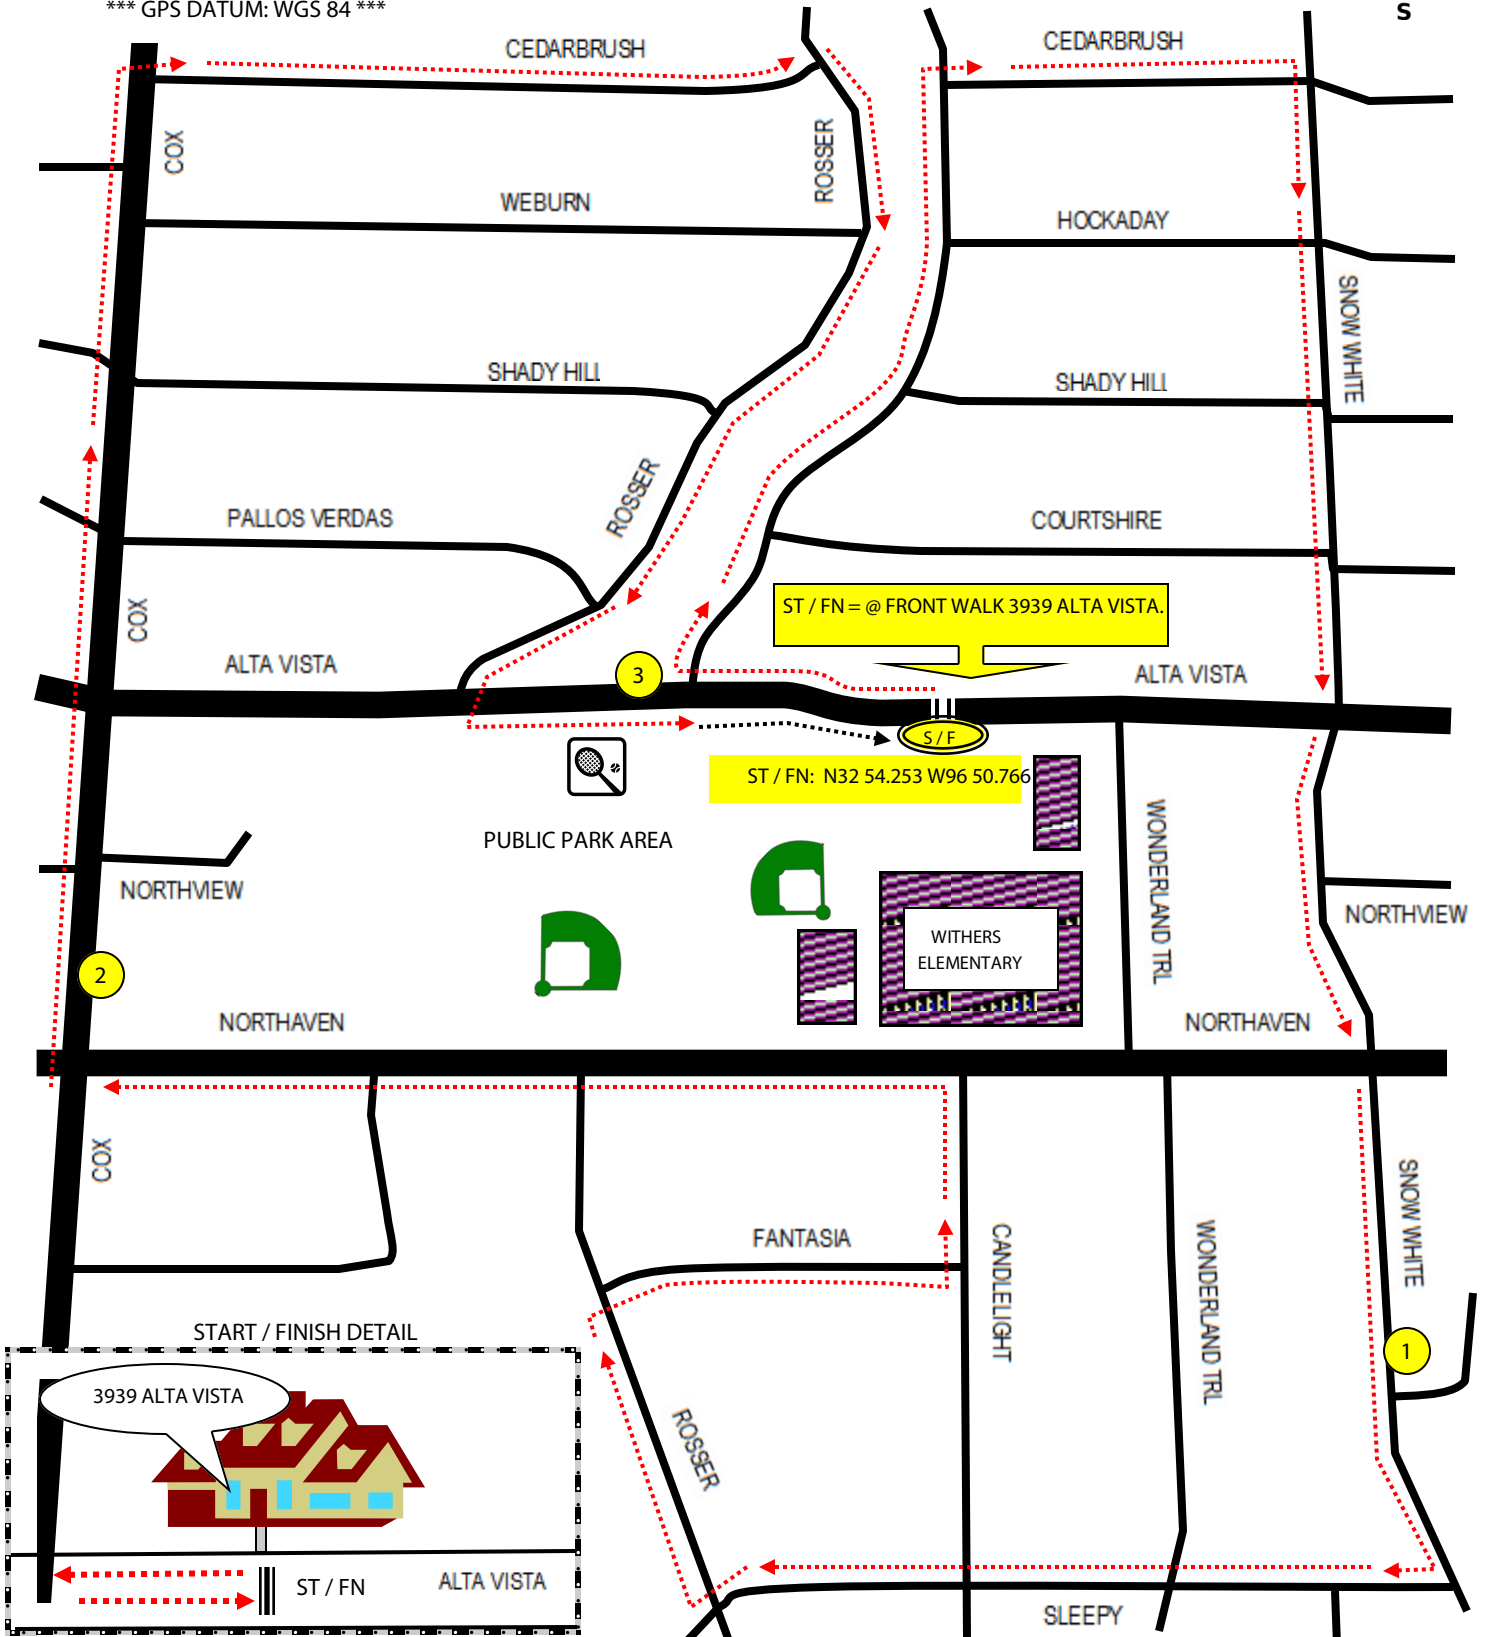 *** GPS DATUM: WGS 84 ***
S
CEDARBRUSH
CEDARBRUSH
COX
ROSSER
WEBURN
HOCKADAY
SNOW WHITE
SHADY HILL
SHADY HILL
ROSSER
PALLOS VERDAS
COURTSHIRE
COX
ST / FN = @ FRONT WALK 3939 ALTA VISTA.
ALTA VISTA
3
ALTA VISTA
S / F
ST / FN: N32 54.253 W96 50.766
PUBLIC PARK AREA
WONDERLAND TRL
NORTHVIEW
NORTHVIEW
WITHERS
ELEMENTARY
2
NORTHAVEN
NORTHAVEN
COX
SNOW WHITE
FANTASIA
CANDLELIGHT
WONDERLAND TRL
START / FINISH DETAIL
1
3939 ALTA VISTA
ROSSER
ST / FN
ALTA VISTA
SLEEPY